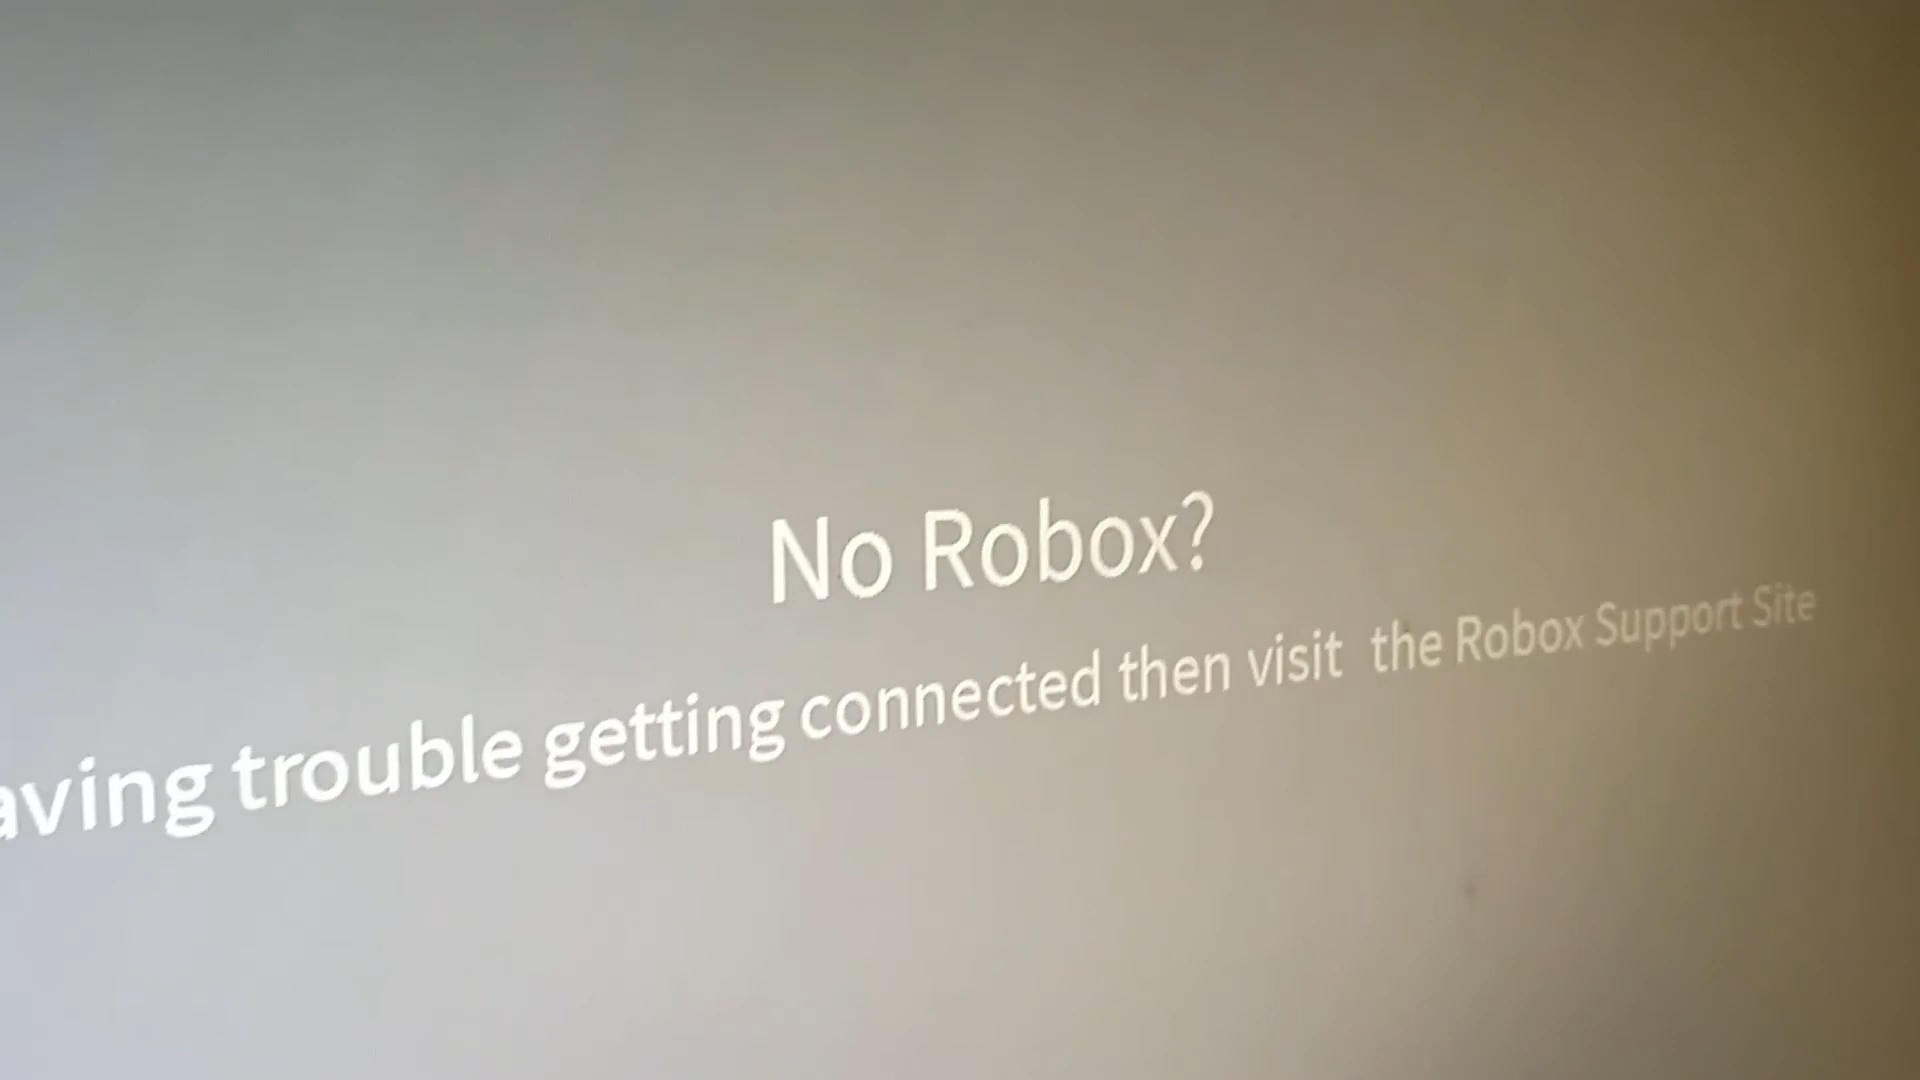 No Robox?
aving trouble getting connected then visit the Robox Support Site